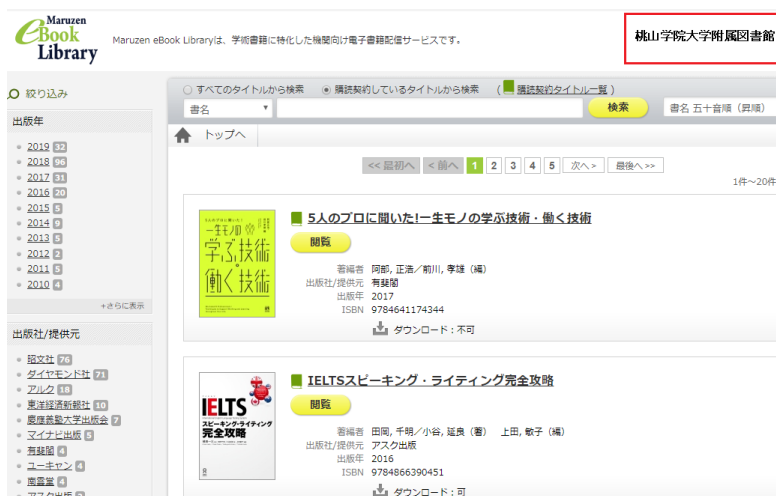 Maruzen
eBook
Library
Maruzen eBook Libraryは、学術書籍に特化した機関向け電子書籍配信サービスです。
桃山学院大学附属図書館
絞り込み
出版年
2019 32
2018 96
2017 31
2016 20
2015 5
2014 9
2013 5
2012 2
2011 5
2010 4
+さらに表示
出版社/提供元
昭文社 76
ダイヤモンド社 71
アルク 18
東洋経済新報社 10
慶應義塾大学出版会 7
マイナビ出版 5
有斐閣 4
ユーキャン 4
南雲堂 4
アスク出版
すべてのタイトルから検索 購読契約しているタイトルから検索 ( 購読契約タイトル一覧 )
書名 検索 書名 五十音順 (昇順)
トップへ
<< 最初へ < 前へ 1 2 3 4 5 次へ > 最後へ >>
1件～20件
5人のプロに聞いた!一生モノの学ぶ技術・働く技術
一生モノの
学ぶ技術
働く技術
閲覧
著編者 阿部, 正浩／前川, 孝雄 (編)
出版社/提供元 有斐閣
出版年 2017
ISBN 9784641174344
ダウンロード：不可
IELTSスピーキング・ライティング完全攻略
IELTS
スピーキング・ライティング
完全攻略
閲覧
著編者 田岡, 千明／小谷, 延良 (著) 上田, 敏子 (編)
出版社/提供元 アスク出版
出版年 2016
ISBN 9784866390451
ダウンロード：可